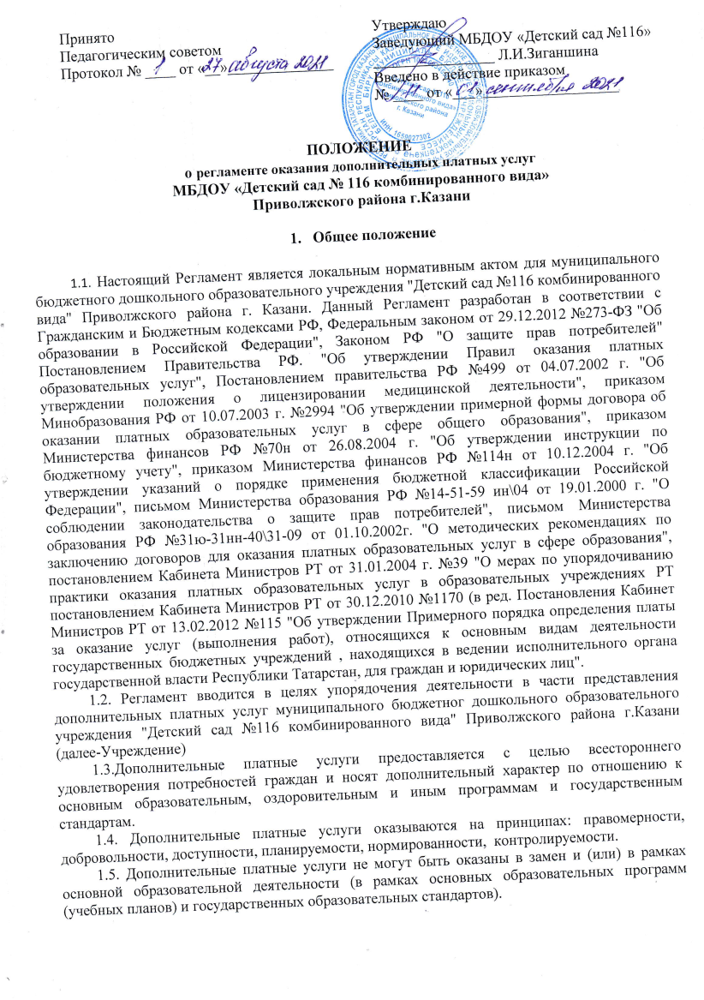 Принято
Педагогическим советом
Протокол № 1 от «27» августа 2021
Утверждаю
Заведующий МБДОУ «Детский сад №116»
Л.И.Зиганшина
Введено в действие приказом
№ от «01» сентября 2021
г. Казани
ИНН 1659027302
ПОЛОЖЕНИЕ
о регламенте оказания дополнительных платных услуг
МБДОУ «Детский сад № 116 комбинированного вида»
Приволжского района г.Казани
1. Общее положение
1.1. Настоящий Регламент является локальным нормативным актом для муниципального
бюджетного дошкольного образовательного учреждения "Детский сад №116 комбинированного
вида" Приволжского района г. Казани. Данный Регламент разработан в соответствии с
Гражданским и Бюджетным кодексами РФ, Федеральным законом от 29.12.2012 №273-ФЗ "Об
образовании в Российской Федерации", Законом РФ "О защите прав потребителей"
Постановлением Правительства РФ. "Об утверждении Правил оказания платных
образовательных услуг", Постановлением правительства РФ №499 от 04.07.2002 г. "Об
утверждении положения о лицензировании медицинской деятельности", приказом
Минобразования РФ от 10.07.2003 г. №2994 "Об утверждении примерной формы договора об
оказании платных образовательных услуг в сфере общего образования", приказом
Министерства финансов РФ №70н от 26.08.2004 г. "Об утверждении инструкции по
бюджетному учету", приказом Министерства финансов РФ №114н от 10.12.2004 г. "Об
утверждении указаний о порядке применения бюджетной классификации Российской
Федерации", письмом Министерства образования РФ №14-51-59 ин\04 от 19.01.2000 г. "О
соблюдении законодательства о защите прав потребителей", письмом Министерства
образования РФ №31ю-31нн-40\31-09 от 01.10.2002г. "О методических рекомендациях по
заключению договоров для оказания платных образовательных услуг в сфере образования",
постановлением Кабинета Министров РТ от 31.01.2004 г. №39 "О мерах по упорядочиванию
практики оказания платных образовательных услуг в образовательных учреждениях РТ
постановлением Кабинета Министров РТ от 30.12.2010 №1170 (в ред. Постановления Кабинет
Министров РТ от 13.02.2012 №115 "Об утверждении Примерного порядка определения платы
за оказание услуг (выполнения работ), относящихся к основным видам деятельности
государственных бюджетных учреждений , находящихся в ведении исполнительного органа
государственной власти Республики Татарстан, для граждан и юридических лиц".
1.2. Регламент вводится в целях упорядочения деятельности в части представления
дополнительных платных услуг муниципального бюджетног дошкольного образовательного
учреждения "Детский сад №116 комбинированного вида" Приволжского района г.Казани
(далее-Учреждение)
1.3.Дополнительные платные услуги предоставляется с целью всестороннего
удовлетворения потребностей граждан и носят дополнительный характер по отношению к
основным образовательным, оздоровительным и иным программам и государственным
стандартам.
1.4. Дополнительные платные услуги оказываются на принципах: правомерности,
добровольности, доступности, планируемости, нормированности, контролируемости.
1.5. Дополнительные платные услуги не могут быть оказаны в замен и (или) в рамках
основной образовательной деятельности (в рамках основных образовательных программ
(учебных планов) и государственных образовательных стандартов).